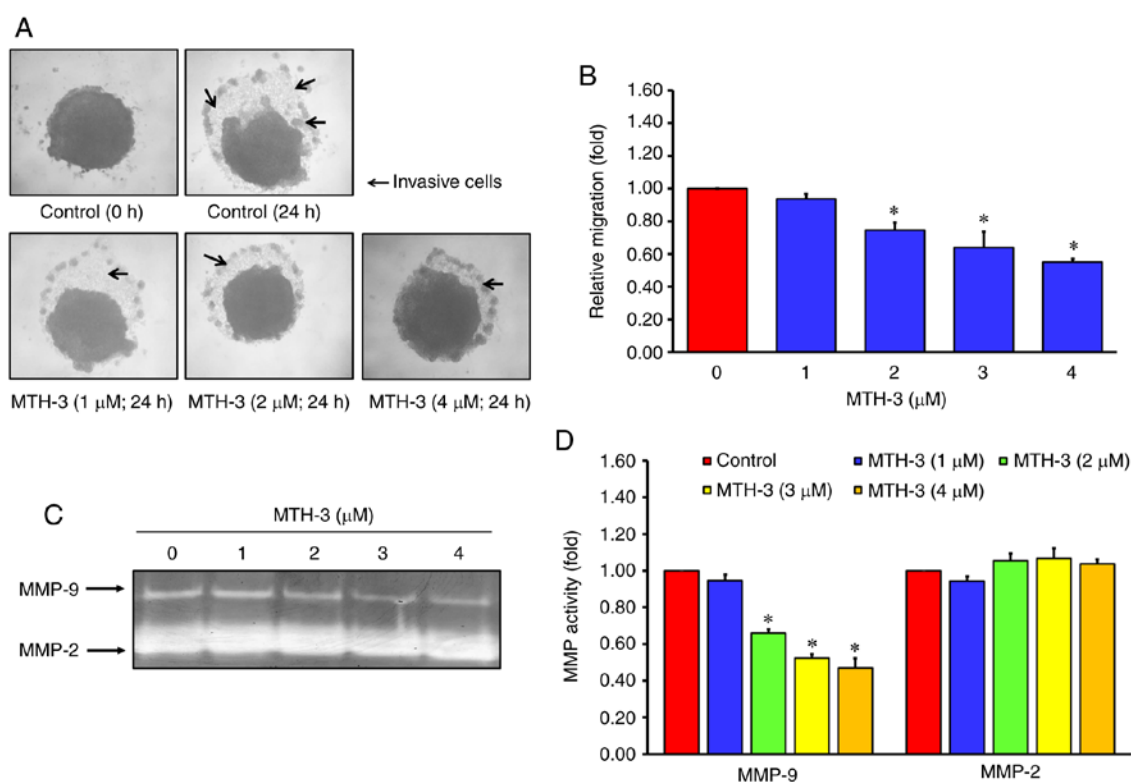 A
Control (0 h)
Control (24 h)
← Invasive cells
MTH-3 (1 μM; 24 h)
MTH-3 (2 μM; 24 h)
MTH-3 (4 μM; 24 h)
B
Relative migration (fold)
1.60
1.40
1.20
1.00
0.80
0.60
0.40
0.20
0.00
*
*
*
0 1 2 3 4
MTH-3 (μM)
C
MTH-3 (μM)
0 1 2 3 4
MMP-9
MMP-2
D
Control
MTH-3 (1 μM)
MTH-3 (2 μM)
MTH-3 (3 μM)
MTH-3 (4 μM)
MMP activity (fold)
1.60
1.40
1.20
1.00
0.80
0.60
0.40
0.20
0.00
*
*
*
MMP-9
MMP-2